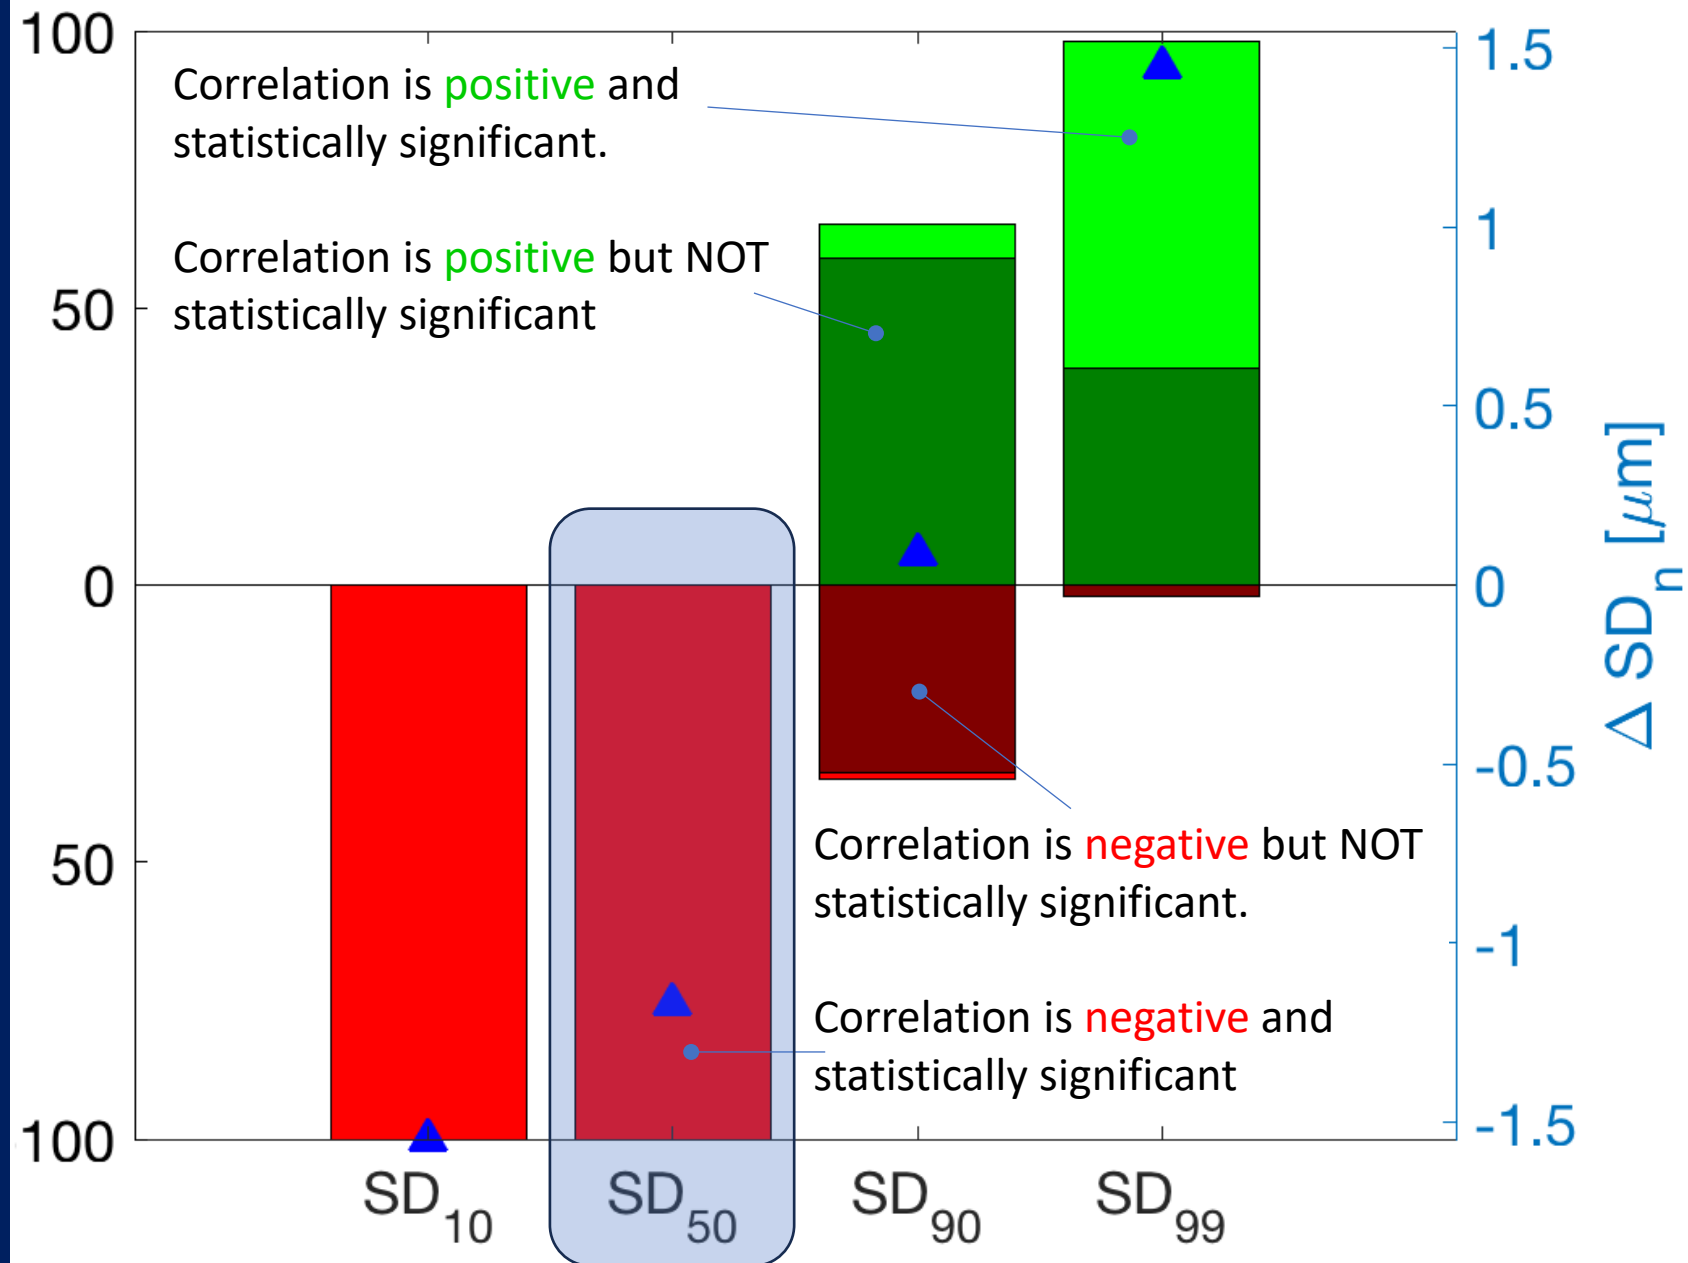 100
50
0
50
100
Correlation is positive and
statistically significant.
Correlation is positive but NOT
statistically significant
Correlation is negative but NOT
statistically significant.
Correlation is negative and
statistically significant
1.5
1
0.5
0
-0.5
-1
-1.5
Δ SDn [μm]
SD10 SD50 SD90 SD99